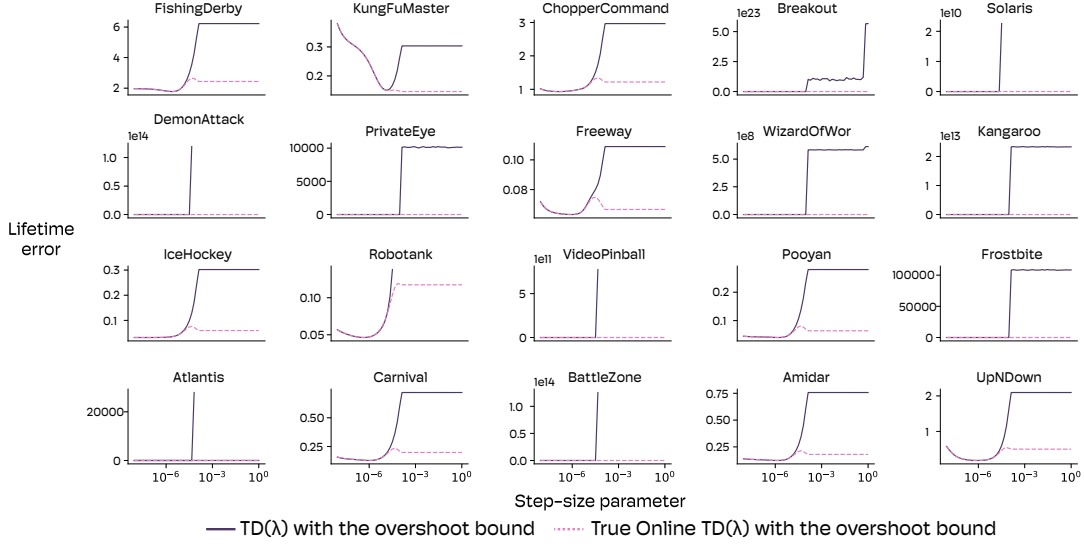 FishingDerby
KungFuMaster
ChopperCommand
Breakout
Solaris
6
4
2
0.3
0.2
3
2
1
1e23
5.0
2.5
0.0
1e10
2
1
0
DemonAttack
PrivateEye
Freeway
WizardOfWor
Kangaroo
1e14
1.0
0.5
0.0
10000
5000
0
0.10
0.08
1e8
5.0
2.5
0.0
1e13
2
1
0
Lifetime
error
IceHockey
Robotank
VideoPinball
Pooyan
Frostbite
0.3
0.2
0.1
0.10
0.05
1e11
5
0
0.2
0.1
100000
50000
0
Atlantis
Carnival
BattleZone
Amidar
UpNDown
20000
0
0.50
0.25
1e14
1.0
0.5
0.0
0.75
0.50
0.25
2
1
10⁻⁶ 10⁻³ 10⁰
10⁻⁶ 10⁻³ 10⁰
10⁻⁶ 10⁻³ 10⁰
10⁻⁶ 10⁻³ 10⁰
10⁻⁶ 10⁻³ 10⁰
Step-size parameter
TD(λ) with the overshoot bound
True Online TD(λ) with the overshoot bound